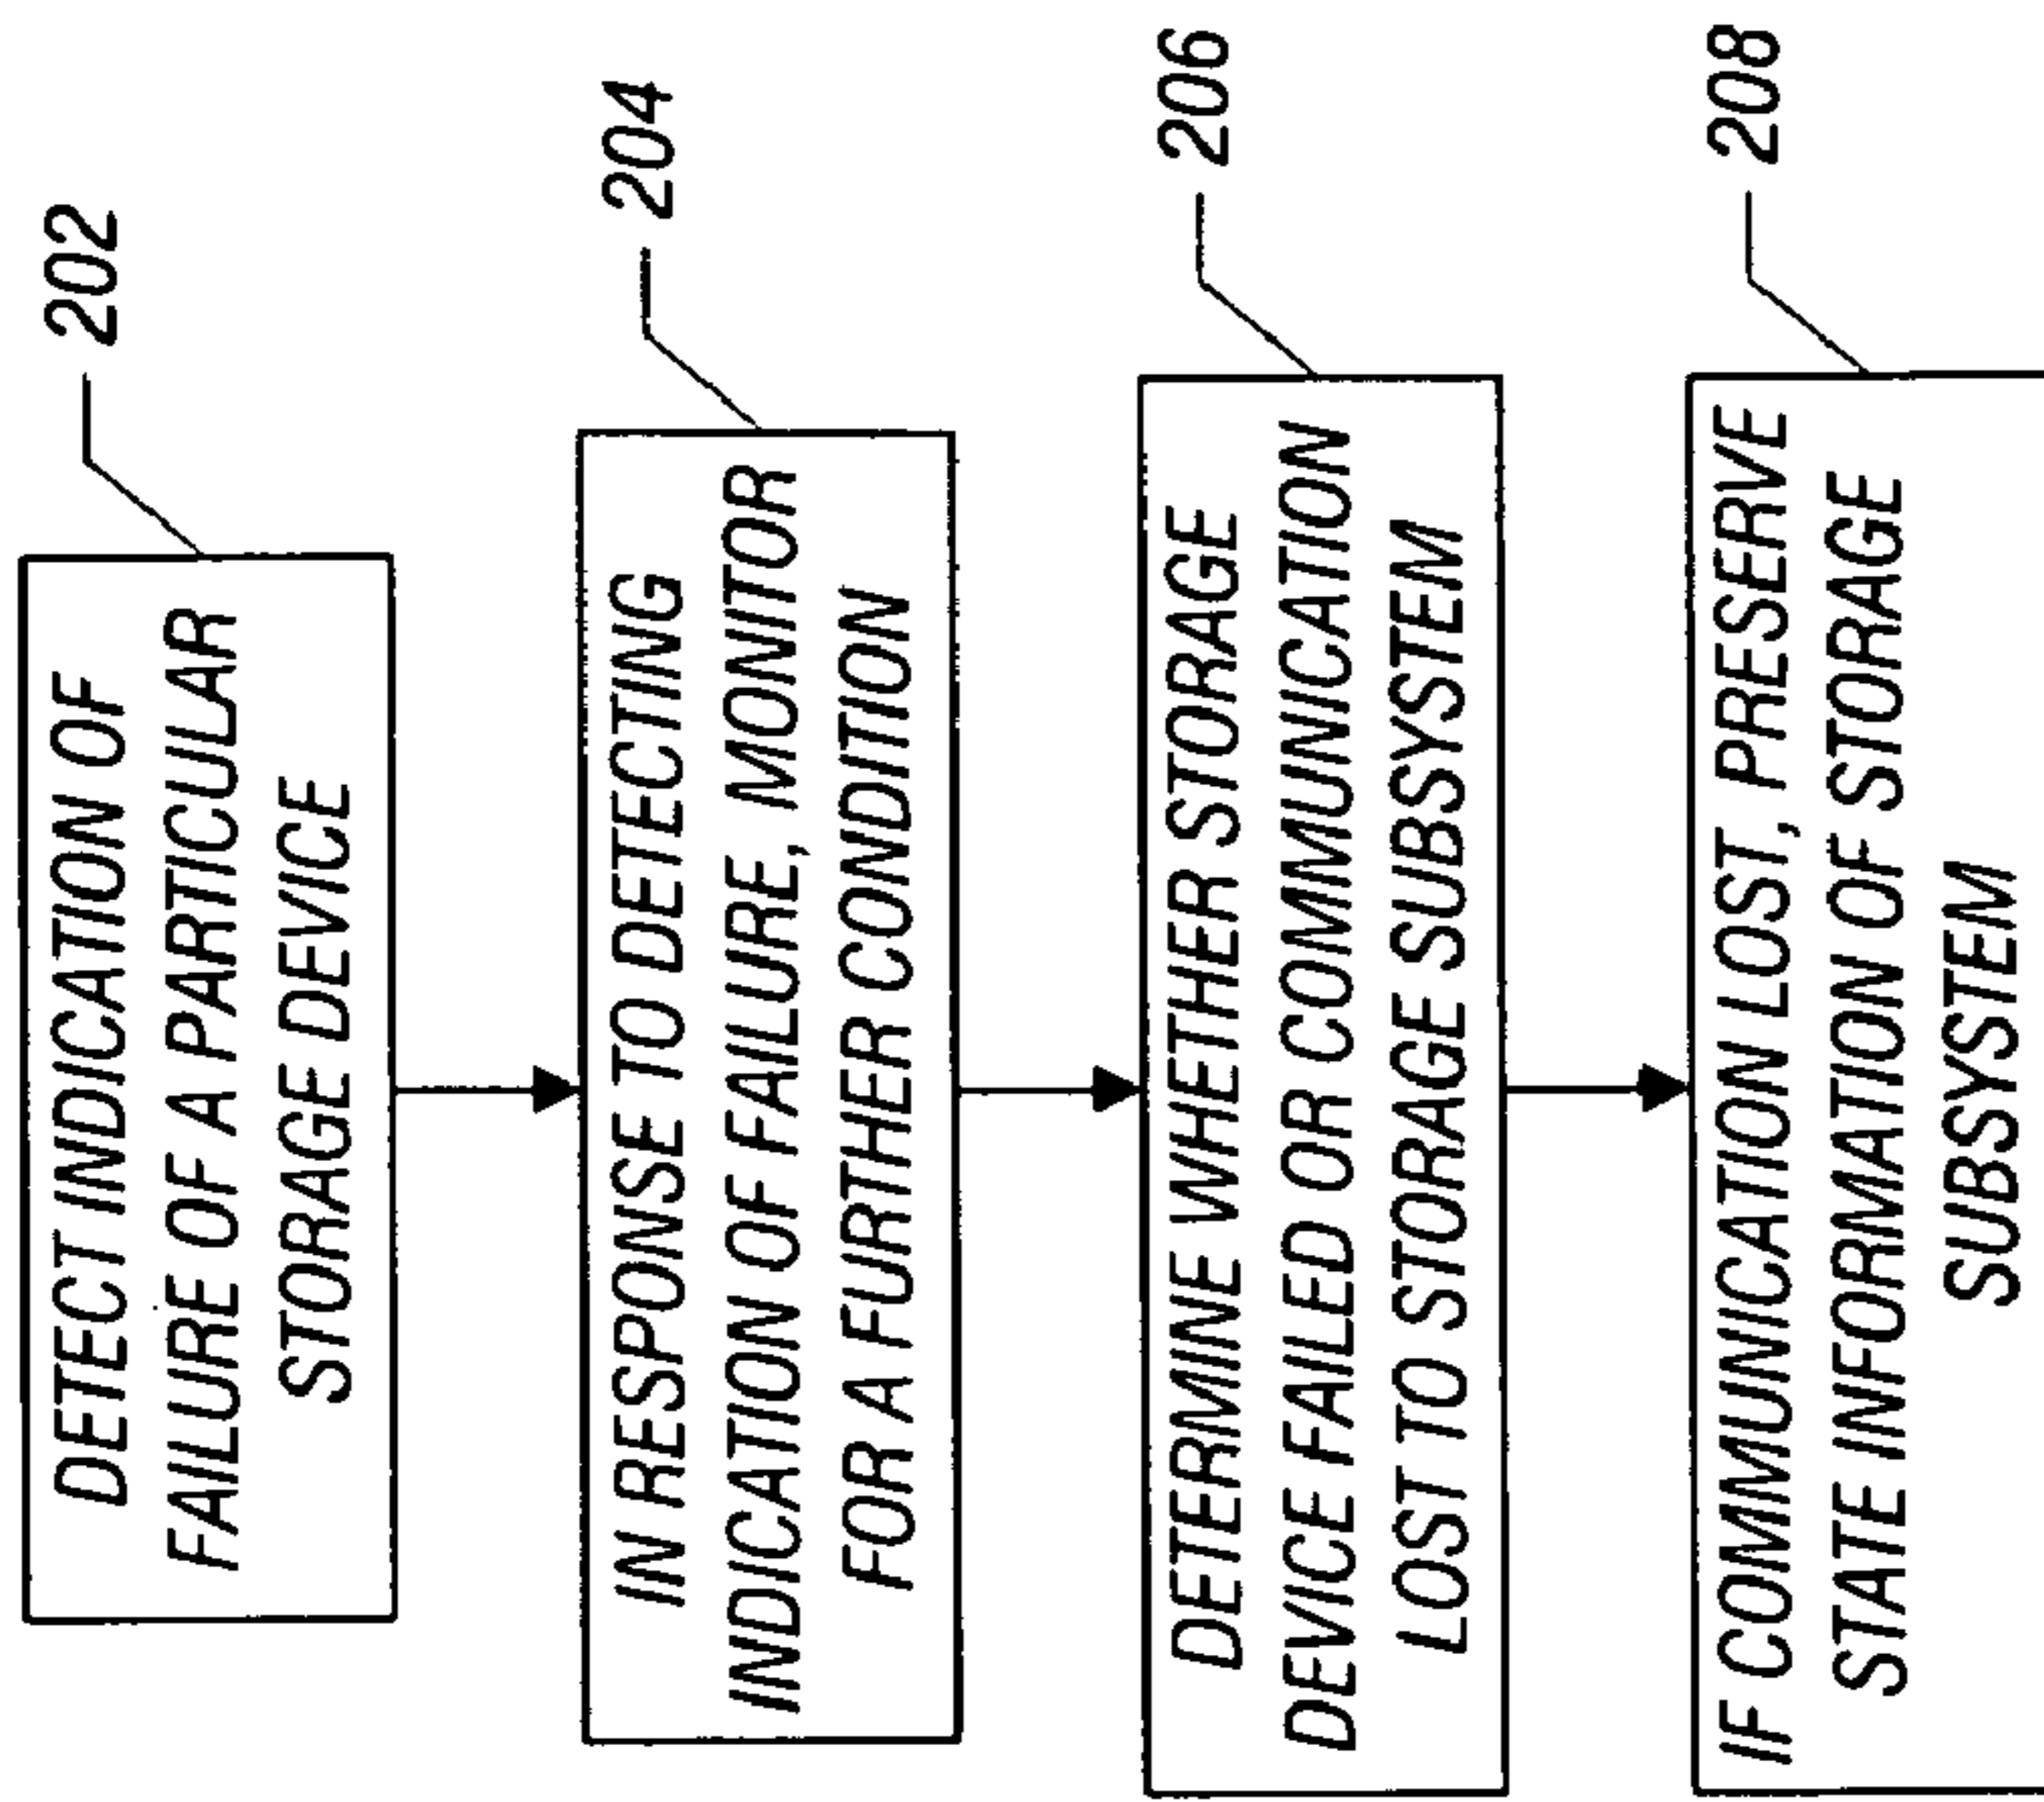 DETECT INDICATION OF
FAILURE OF A PARTICULAR
STORAGE DEVICE
202
IN RESPONSE TO DETECTING
INDICATION OF FAILURE, MONITOR
FOR A FURTHER CONDITION
204
DETERMINE WHETHER STORAGE
DEVICE FAILED OR COMMUNICATION
LOST TO STORAGE SUBSYSTEM
206
IF COMMUNICATION LOST, PRESERVE
STATE INFORMATION OF STORAGE
SUBSYSTEM
208